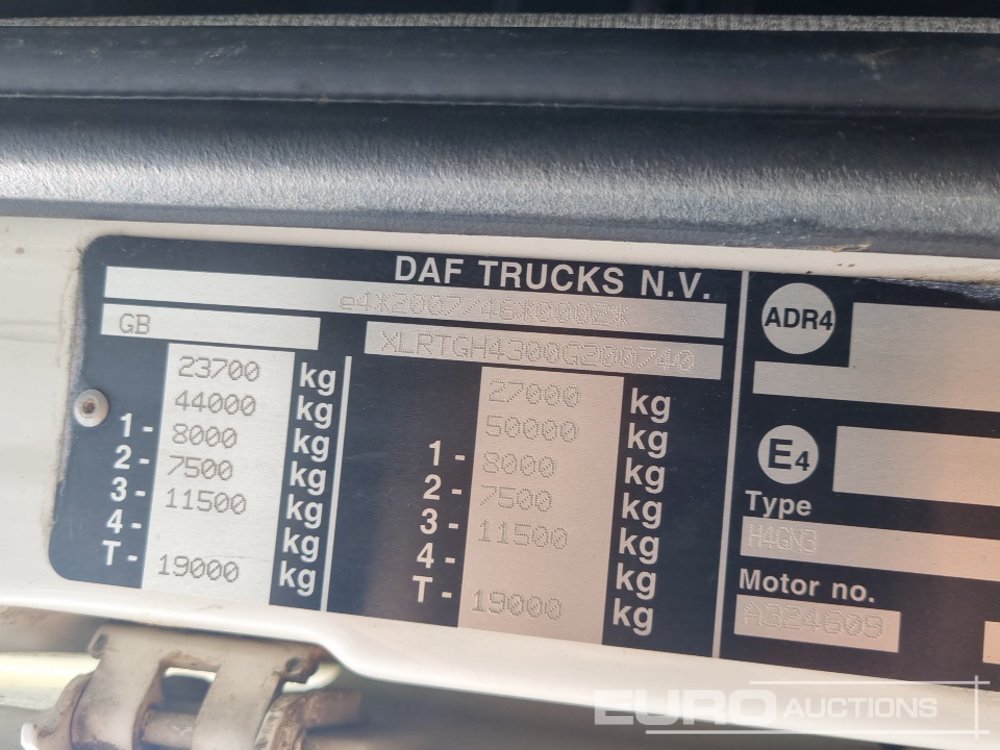 DAF TRUCKS N.V.
e4*2007/46*0002*
GB
XLRTGH4300G200740
23700 kg
44000 kg
1- 8000 kg
2- 7500 kg
3- 11500 kg
4- kg
T- 19000 kg
27000 kg
50000 kg
1- 8000 kg
2- 7500 kg
3- 11500 kg
4- kg
T- 19000 kg
ADR4
E4
Type
H4GN3
Motor no.
A324609
EURO AUCTIONS